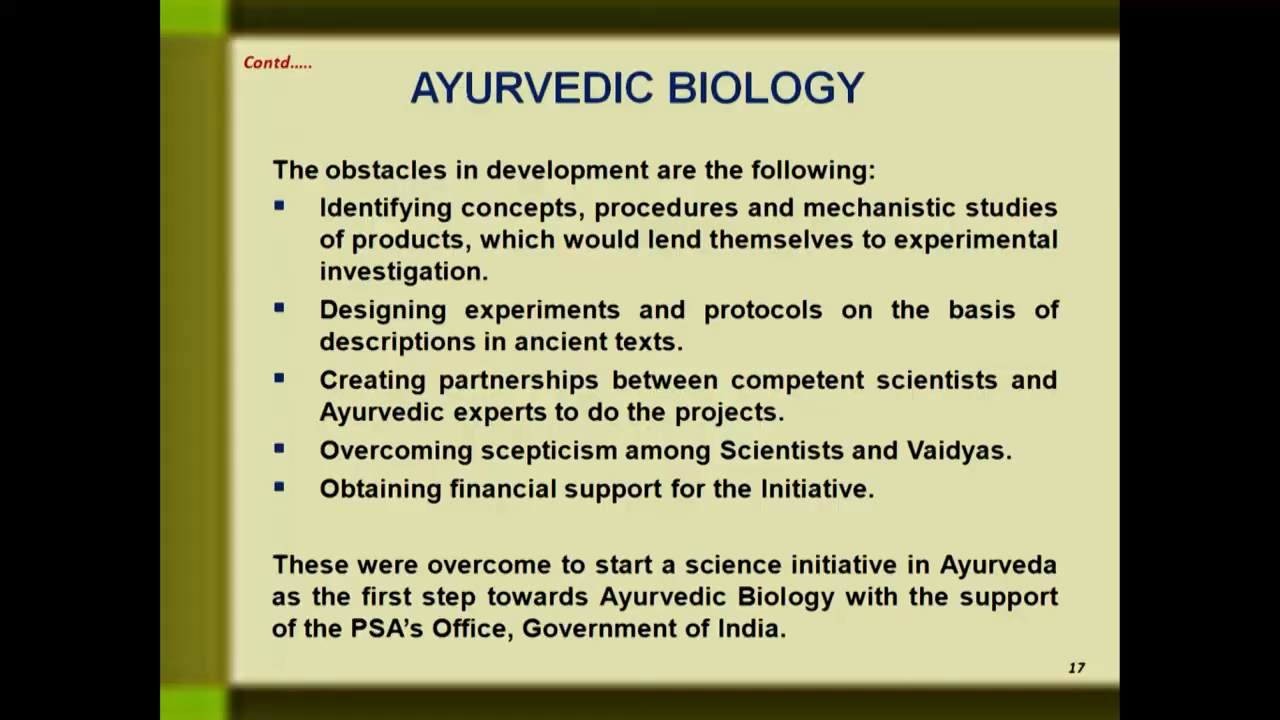 Contd.....
AYURVEDIC BIOLOGY
The obstacles in development are the following:
▪ Identifying concepts, procedures and mechanistic studies
of products, which would lend themselves to experimental
investigation.
▪ Designing experiments and protocols on the basis of
descriptions in ancient texts.
▪ Creating partnerships between competent scientists and
Ayurvedic experts to do the projects.
▪ Overcoming scepticism among Scientists and Vaidyas.
▪ Obtaining financial support for the Initiative.
These were overcome to start a science initiative in Ayurveda
as the first step towards Ayurvedic Biology with the support
of the PSA’s Office, Government of India.
17